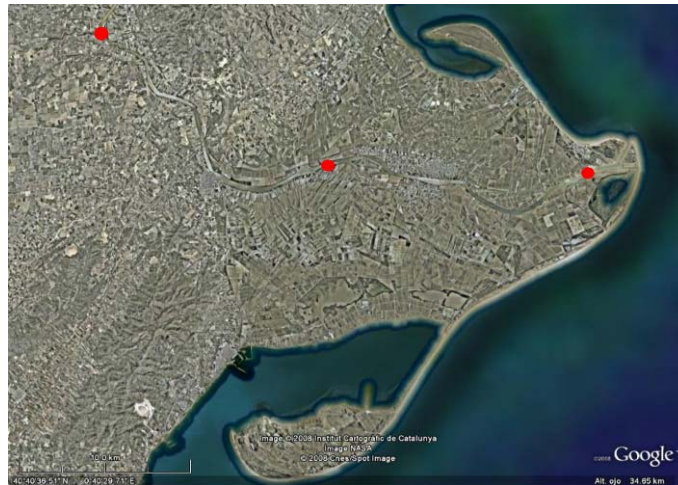 Image © 2008 Institut Cartogràfic de Catalunya
Image NASA
© 2008 Cnes/Spot Image
©2008 Google
10.0 km
40°40'36.51"N 0°40'29.71"E
Alt. ojo 34.65 km